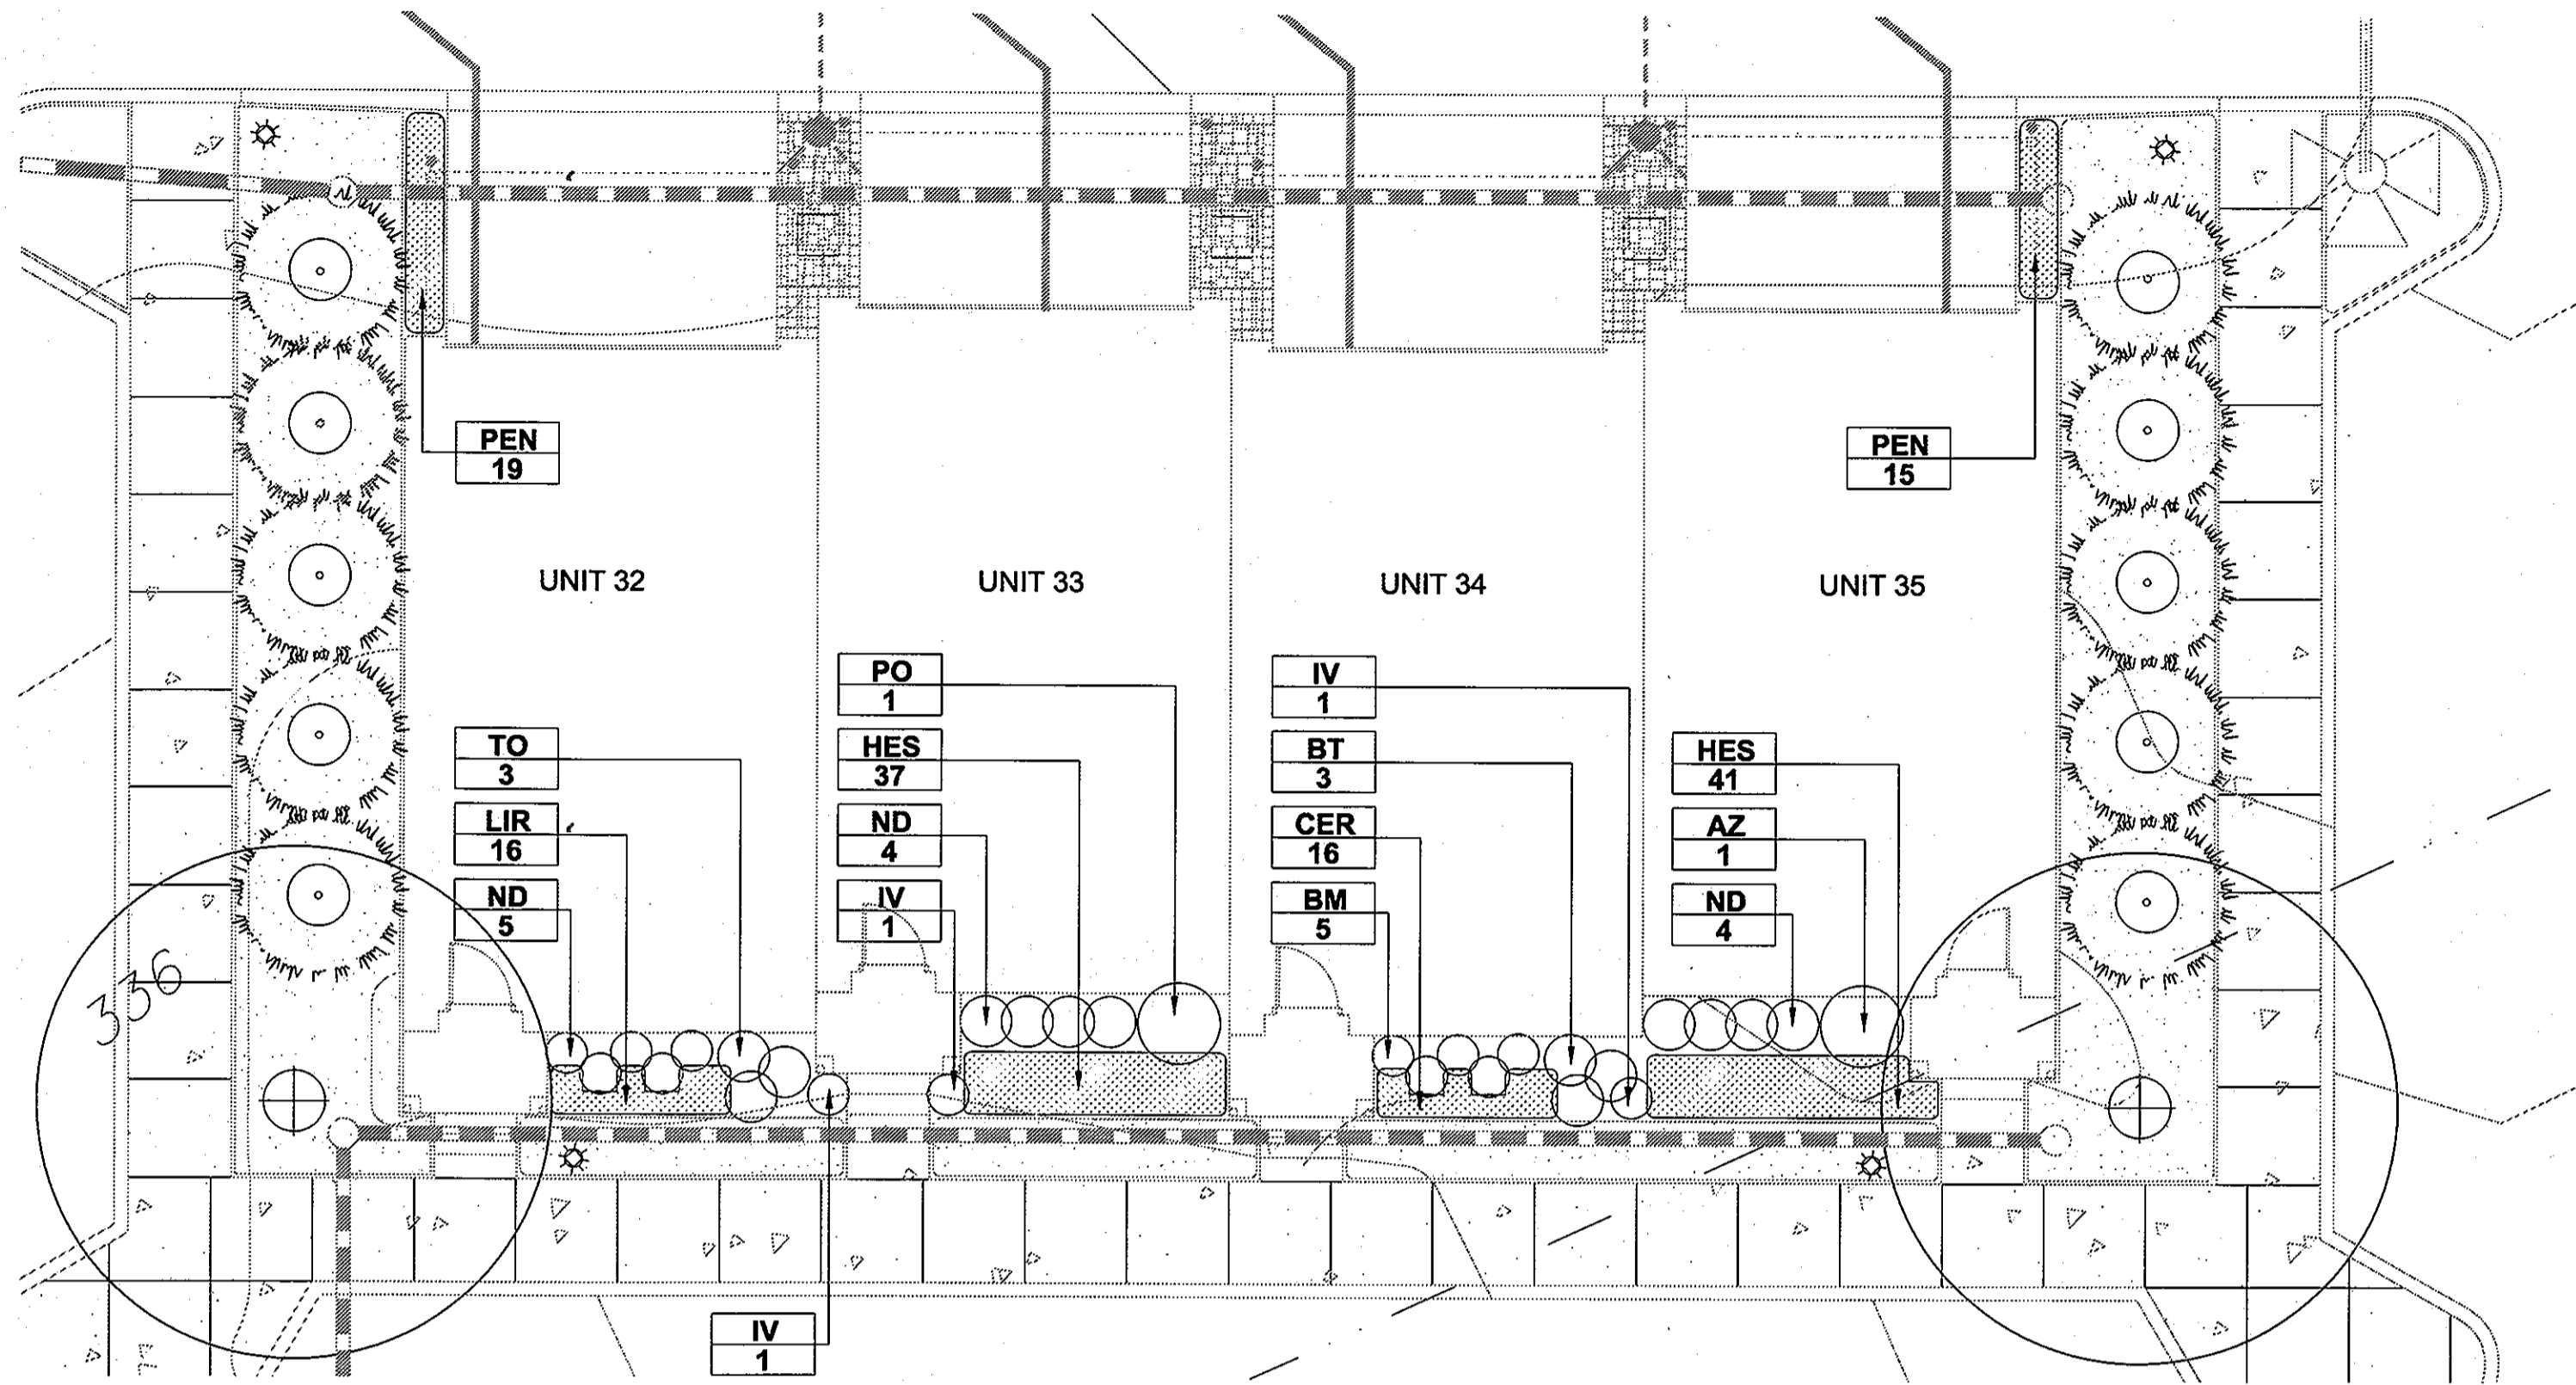 PEN
19
PEN
15
UNIT 32
UNIT 33
UNIT 34
UNIT 35
TO
3
LIR
16
ND
5
PO
1
HES
37
ND
4
IV
1
IV
1
BT
3
CER
16
BM
5
HES
41
AZ
1
ND
4
336
IV
1